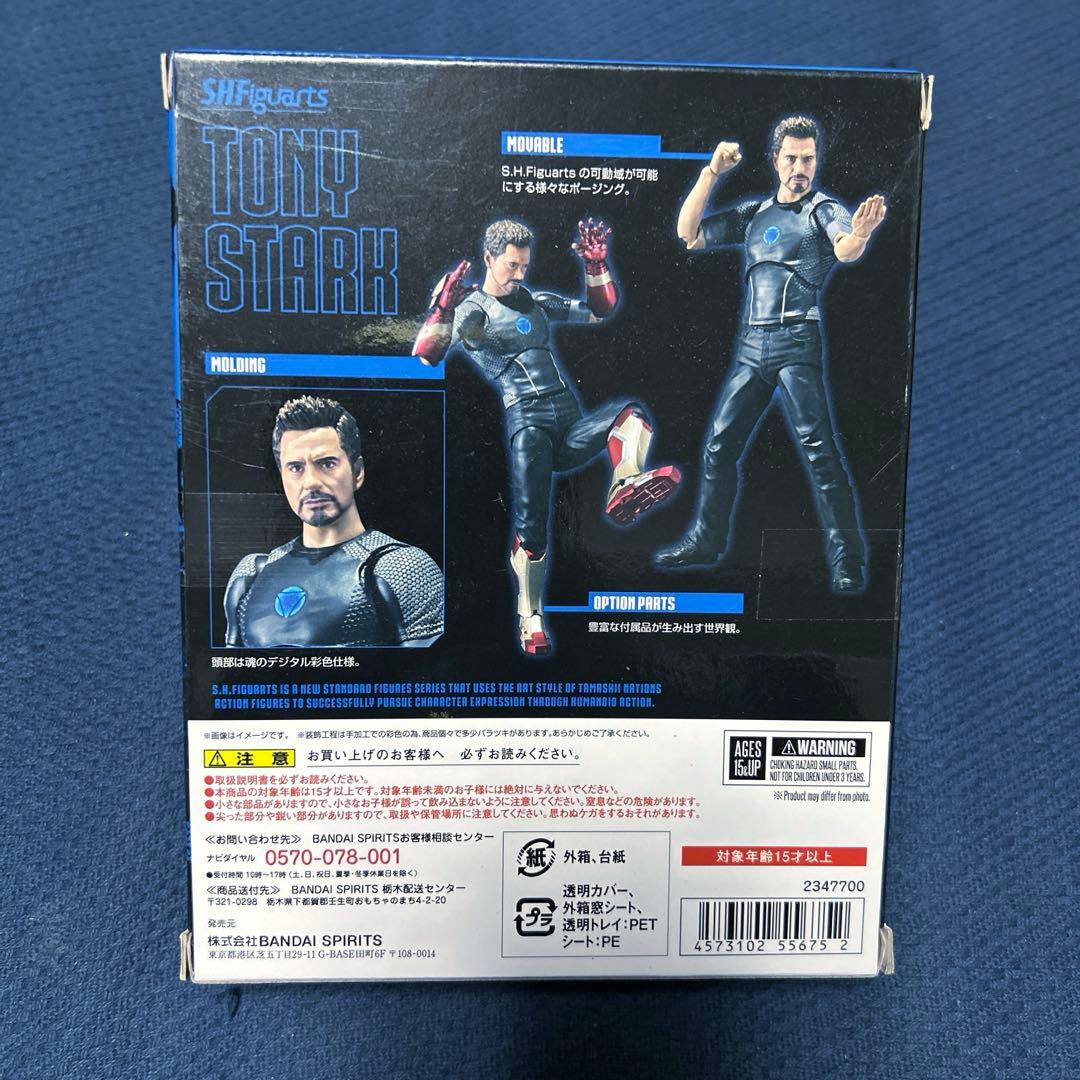 S.H.Figuarts
TONY
STARK
MOVABLE
S.H.Figuarts の可動域が可能
にする様々なポージング。
MOLDING
頭部は魂のデジタル彩色仕様。
OPTION PARTS
豊富な付属品が生み出す世界観。
S.H.FIGUARTS IS A NEW STANDARD FIGURES SERIES THAT USES THE ART STYLE OF TAMASHII NATIONS
ACTION FIGURES TO SUCCESSFULLY PURSUE CHARACTER EXPRESSION THROUGH HUMANOID ACTION.
※画像はイメージです。 ※装飾工程は手加工での彩色の為、商品個々で多少バラツキがあります。あらかじめご了承ください。
注意 お買い上げのお客様へ 必ずお読みください。
●取扱説明書を必ずお読みください。
●本商品の対象年齢は15才以上です。対象年齢未満のお子様には絶対に与えないでください。
●小さな部品がありますので、小さなお子様が誤って飲み込まないように注意してください。窒息などの危険があります。
●尖った部分や鋭い部分がありますので、取扱や保管場所に注意してください。思わぬケガをするおそれがあります。
AGES
15&UP
WARNING
CHOKING HAZARD SMALL PARTS.
NOT FOR CHILDREN UNDER 3 YEARS.
※Product may differ from photo.
≪お問い合わせ先≫ BANDAI SPIRITSお客様相談センター
ナビダイヤル 0570-078-001
●受付時間 10時〜17時（土、日、祝日、夏季・冬季休業日を除く）
≪商品送付先≫ BANDAI SPIRITS 栃木配送センター
〒321-0298 栃木県下都賀郡壬生町おもちゃのまち4-2-20
発売元
株式会社BANDAI SPIRITS
東京都港区芝五丁目29-11 G-BASE田町6F 〒108-0014
紙 外箱、台紙
プラ
透明カバー、
外箱窓シート、
透明トレイ:PET
シート:PE
対象年齢15才以上
2347700
4573102 55675 2